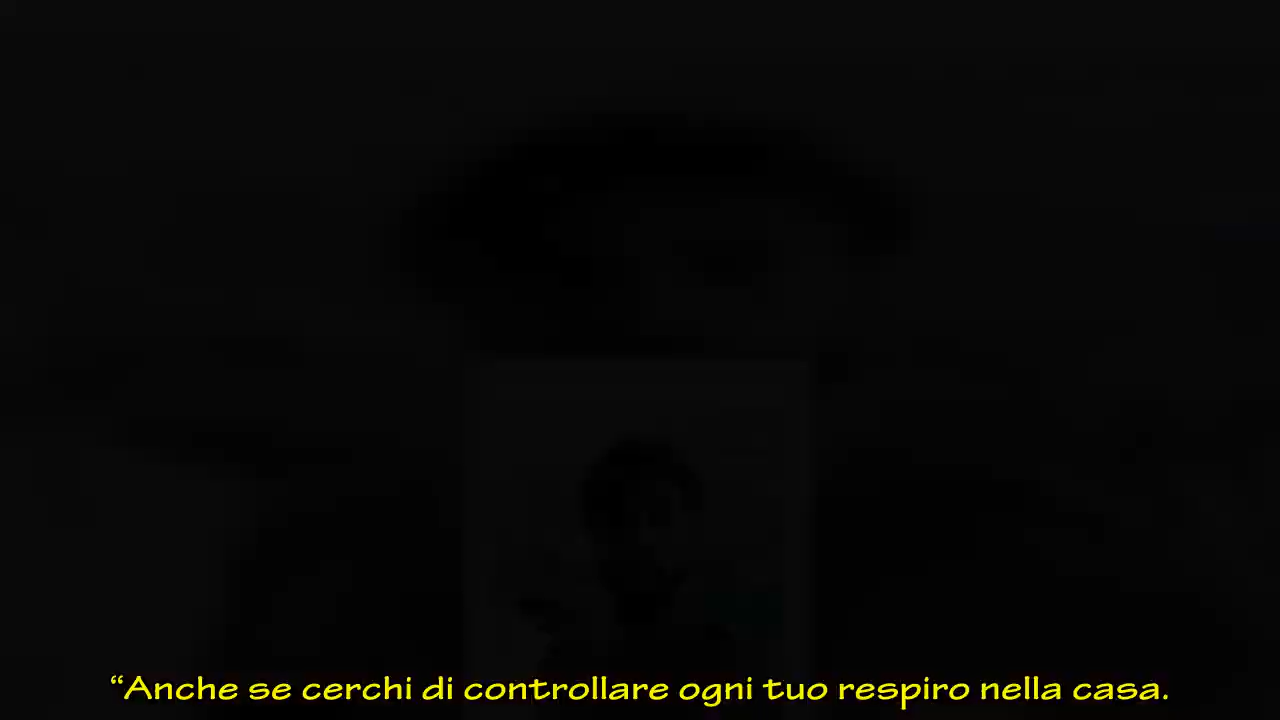 “Anche se cerchi di controllare ogni tuo respiro nella casa.